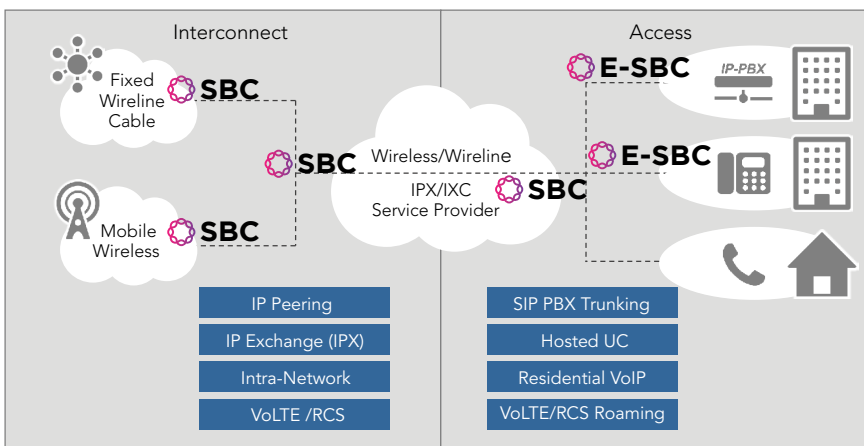 Interconnect
Access
Fixed
Wireline
Cable
SBC
SBC
Mobile
Wireless
SBC
Wireless/Wireline
IPX/IXC
Service Provider
SBC
E-SBC
IP-PBX
E-SBC
IP Peering
IP Exchange (IPX)
Intra-Network
VoLTE /RCS
SIP PBX Trunking
Hosted UC
Residential VoIP
VoLTE/RCS Roaming